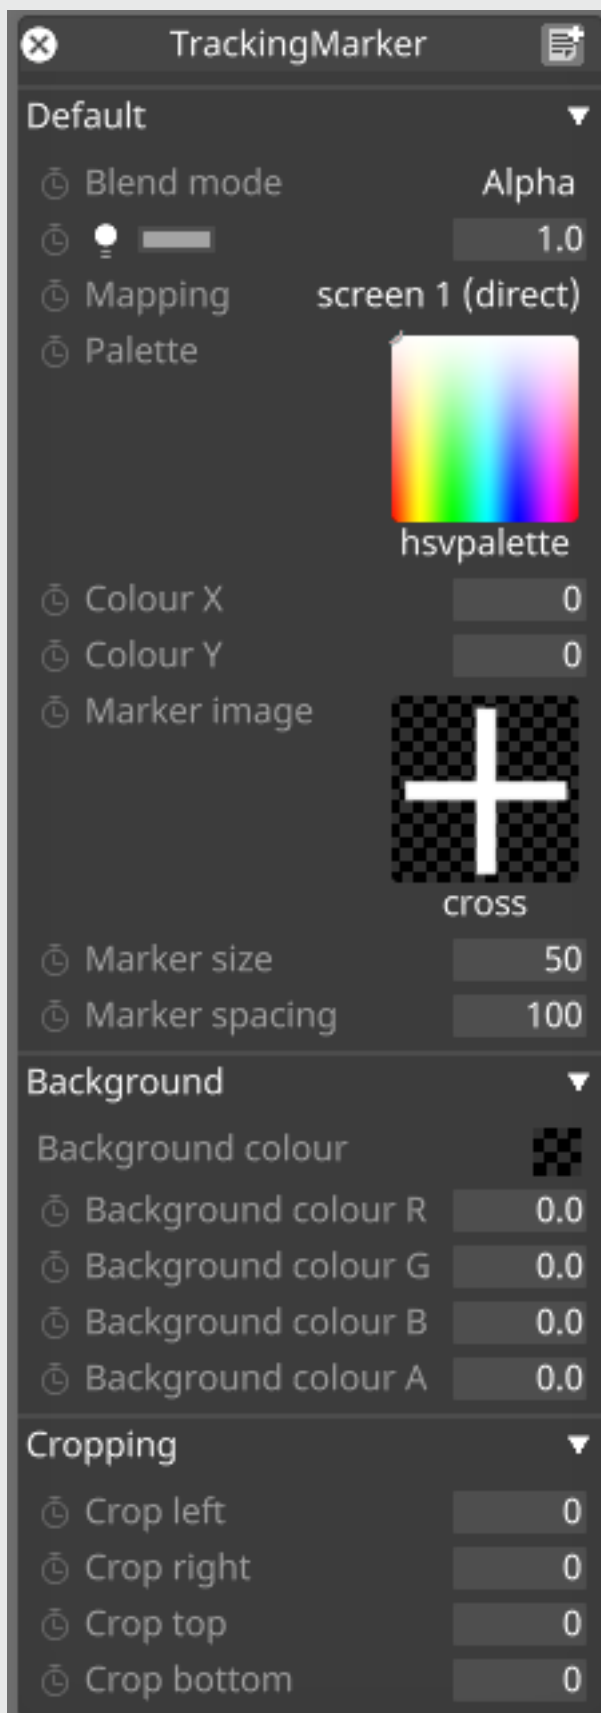 TrackingMarker
Default
Blend mode Alpha
1.0
Mapping screen 1 (direct)
Palette
hsvpalette
Colour X 0
Colour Y 0
Marker image
cross
Marker size 50
Marker spacing 100
Background
Background colour
Background colour R 0.0
Background colour G 0.0
Background colour B 0.0
Background colour A 0.0
Cropping
Crop left 0
Crop right 0
Crop top 0
Crop bottom 0